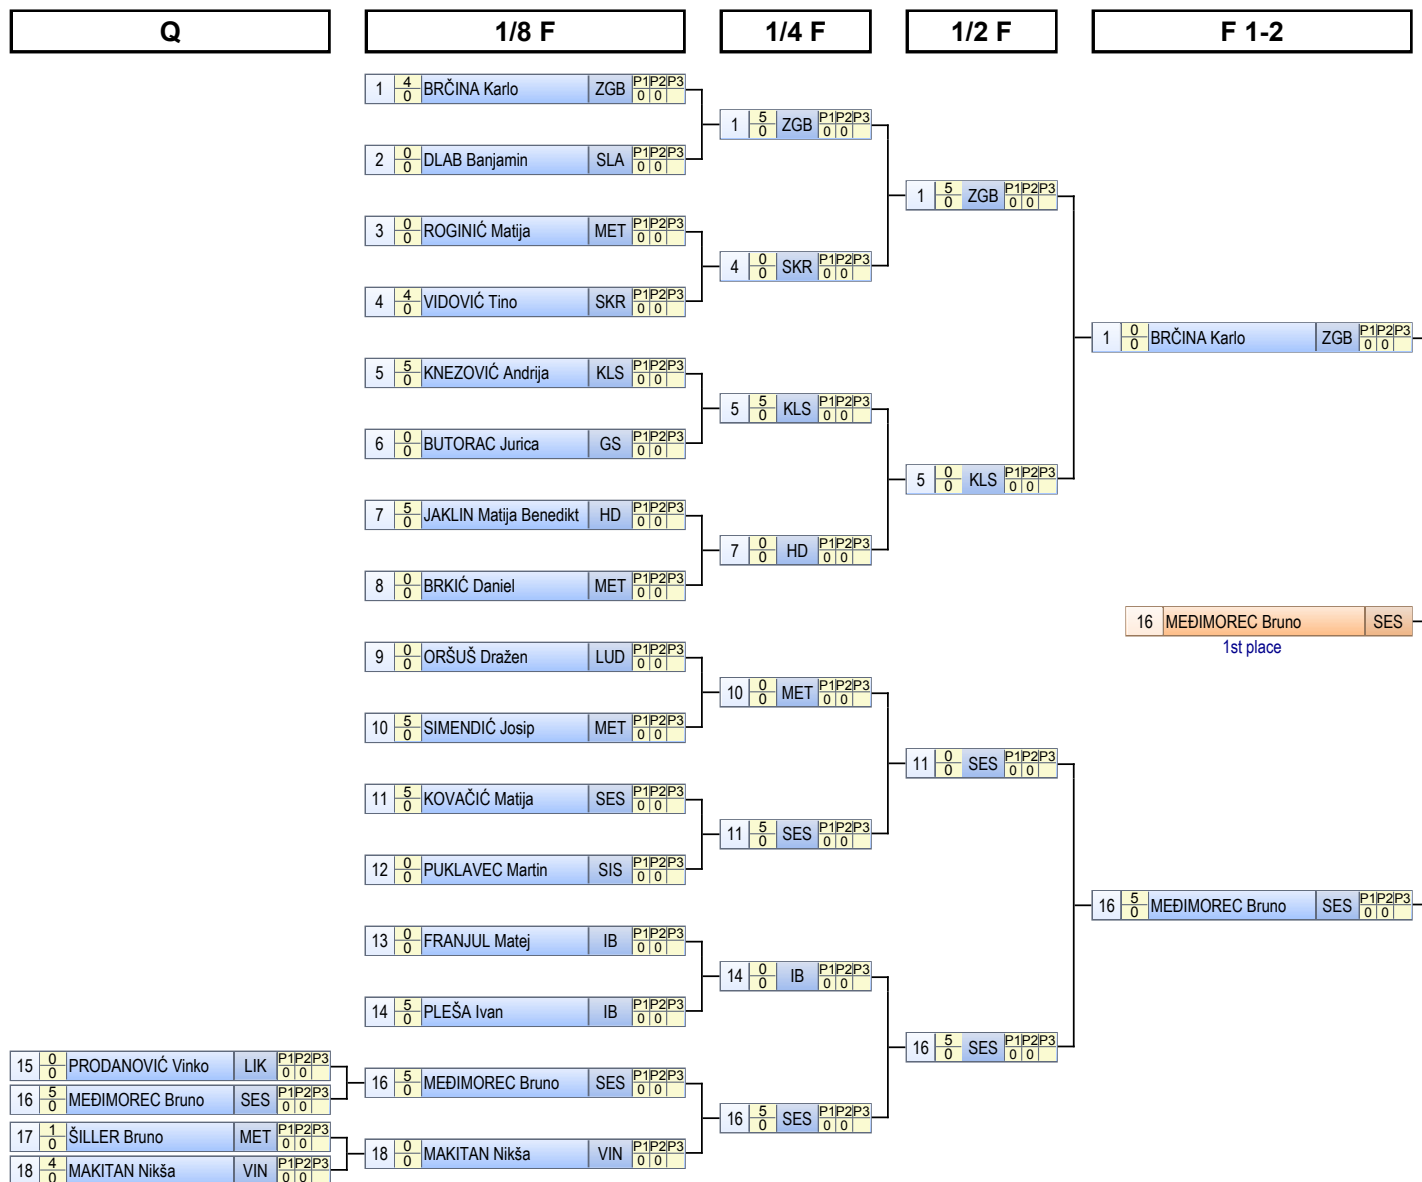 Q 1/8 F 1/4 F 1/2 F F 1-2
1 4 0 BRČINA Karlo ZGB P1 P2 P3 0 0
1 5 0 ZGB P1 P2 P3 0 0
2 0 0 DLAB Banjamin SLA P1 P2 P3 0 0
1 5 0 ZGB P1 P2 P3 0 0
3 0 0 ROGINIĆ Matija MET P1 P2 P3 0 0
4 0 0 SKR P1 P2 P3 0 0
4 4 0 VIDOVIĆ Tino SKR P1 P2 P3 0 0
1 0 0 BRČINA Karlo ZGB P1 P2 P3 0 0
5 5 0 KNEZOVIĆ Andrija KLS P1 P2 P3 0 0
5 5 0 KLS P1 P2 P3 0 0
6 0 0 BUTORAC Jurica GS P1 P2 P3 0 0
5 0 0 KLS P1 P2 P3 0 0
7 5 0 JAKLIN Matija Benedikt HD P1 P2 P3 0 0
7 0 0 HD P1 P2 P3 0 0
8 0 0 BRKIĆ Daniel MET P1 P2 P3 0 0
16 MEĐIMOREC Bruno SES
1st place
9 0 0 ORŠUŠ Dražen LUD P1 P2 P3 0 0
10 0 0 MET P1 P2 P3 0 0
10 5 0 SIMENDIĆ Josip MET P1 P2 P3 0 0
11 0 0 SES P1 P2 P3 0 0
11 5 0 KOVAČIĆ Matija SES P1 P2 P3 0 0
11 5 0 SES P1 P2 P3 0 0
12 0 0 PUKLAVEC Martin SIS P1 P2 P3 0 0
16 5 0 MEĐIMOREC Bruno SES P1 P2 P3 0 0
13 0 0 FRANJUL Matej IB P1 P2 P3 0 0
14 0 0 IB P1 P2 P3 0 0
14 5 0 PLEŠA Ivan IB P1 P2 P3 0 0
16 5 0 SES P1 P2 P3 0 0
15 0 0 PRODANOVIĆ Vinko LIK P1 P2 P3 0 0
16 5 0 MEĐIMOREC Bruno SES P1 P2 P3 0 0
16 5 0 MEĐIMOREC Bruno SES P1 P2 P3 0 0
16 5 0 SES P1 P2 P3 0 0
17 1 0 ŠILLER Bruno MET P1 P2 P3 0 0
18 0 0 MAKITAN Nikša VIN P1 P2 P3 0 0
18 4 0 MAKITAN Nikša VIN P1 P2 P3 0 0